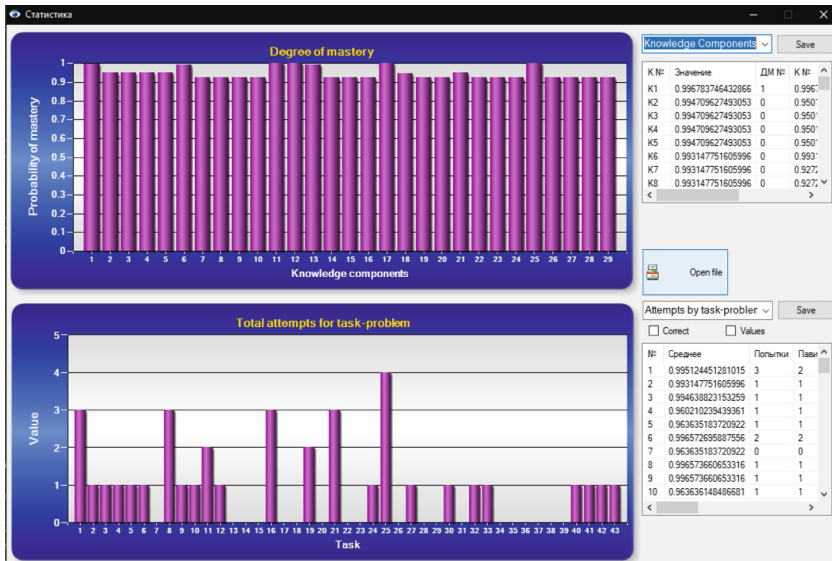 Статистика
Degree of mastery
Probability of mastery
1
0.9
0.8
0.7
0.6
0.5
0.4
0.3
0.2
0.1
0
1 2 3 4 5 6 7 8 9 10 11 12 13 14 15 16 17 18 19 20 21 22 23 24 25 26 27 28 29
Knowledge components
Knowledge Components Save
К № Значение ДМ № К №
K1 0.996783746432866 1 0.996
K2 0.994709627493053 0 0.950
K3 0.994709627493053 0 0.950
K4 0.994709627493053 0 0.950
K5 0.994709627493053 0 0.950
K6 0.993147751605996 0 0.993
K7 0.993147751605996 0 0.927
K8 0.993147751605996 0 0.927
Open file
Total attempts for task-problem
Value
5
4
3
2
1
0
1 2 3 4 5 6 7 8 9 10 11 12 13 14 15 16 17 18 19 20 21 22 23 24 25 26 27 28 29 30 31 32 33 34 35 36 37 38 39 40 41 42 43
Task
Attempts by task-probler Save
Correct Values
№ Среднее Попытки Пави
1 0.995124451281015 3 2
2 0.993147751605996 1 1
3 0.994638823153259 1 1
4 0.960210239439361 1 1
5 0.963635183720922 1 1
6 0.996572695887556 2 2
7 0.963635183720922 0 0
8 0.996573660653316 1 1
9 0.996573660653316 1 1
10 0.963636148486681 1 1